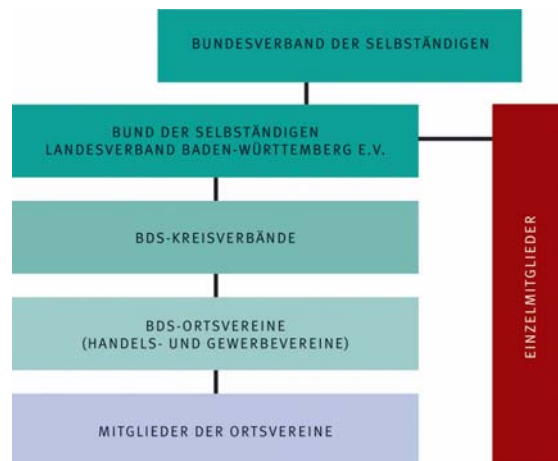 BUNDESVERBAND DER SELBSTÄNDIGEN
BUND DER SELBSTÄNDIGEN
LANDESVERBAND BADEN-WÜRTTEMBERG E.V.
BDS-KREISVERBÄNDE
BDS-ORTSVEREINE
(HANDELS- UND GEWERBEVEREINE)
MITGLIEDER DER ORTSVEREINE
EINZELMITGLIEDER